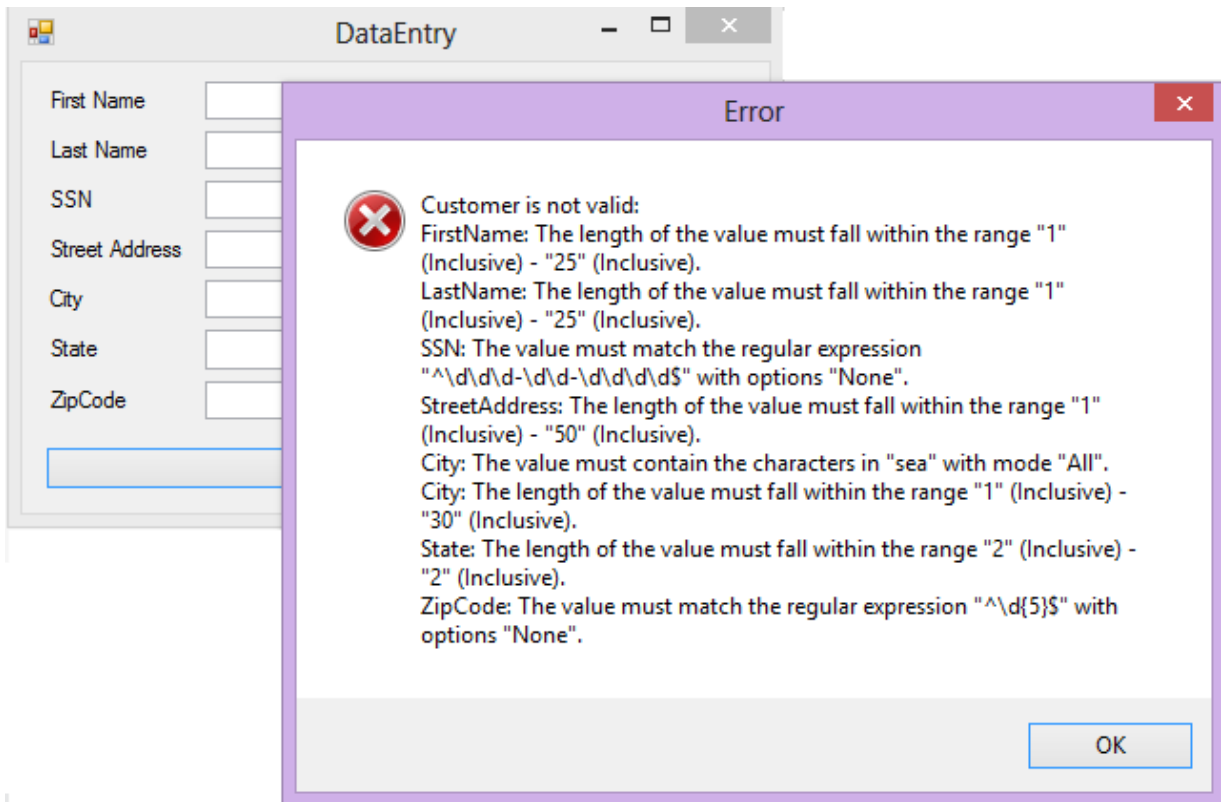 DataEntry
First Name
Last Name
SSN
Street Address
City
State
ZipCode
Error
Customer is not valid:
FirstName: The length of the value must fall within the range "1"
(Inclusive) - "25" (Inclusive).
LastName: The length of the value must fall within the range "1"
(Inclusive) - "25" (Inclusive).
SSN: The value must match the regular expression
"^\d\d\d-\d\d-\d\d\d\d$" with options "None".
StreetAddress: The length of the value must fall within the range "1"
(Inclusive) - "50" (Inclusive).
City: The value must contain the characters in "sea" with mode "All".
City: The length of the value must fall within the range "1" (Inclusive) -
"30" (Inclusive).
State: The length of the value must fall within the range "2" (Inclusive) -
"2" (Inclusive).
ZipCode: The value must match the regular expression "^\d{5}$" with
options "None".
OK